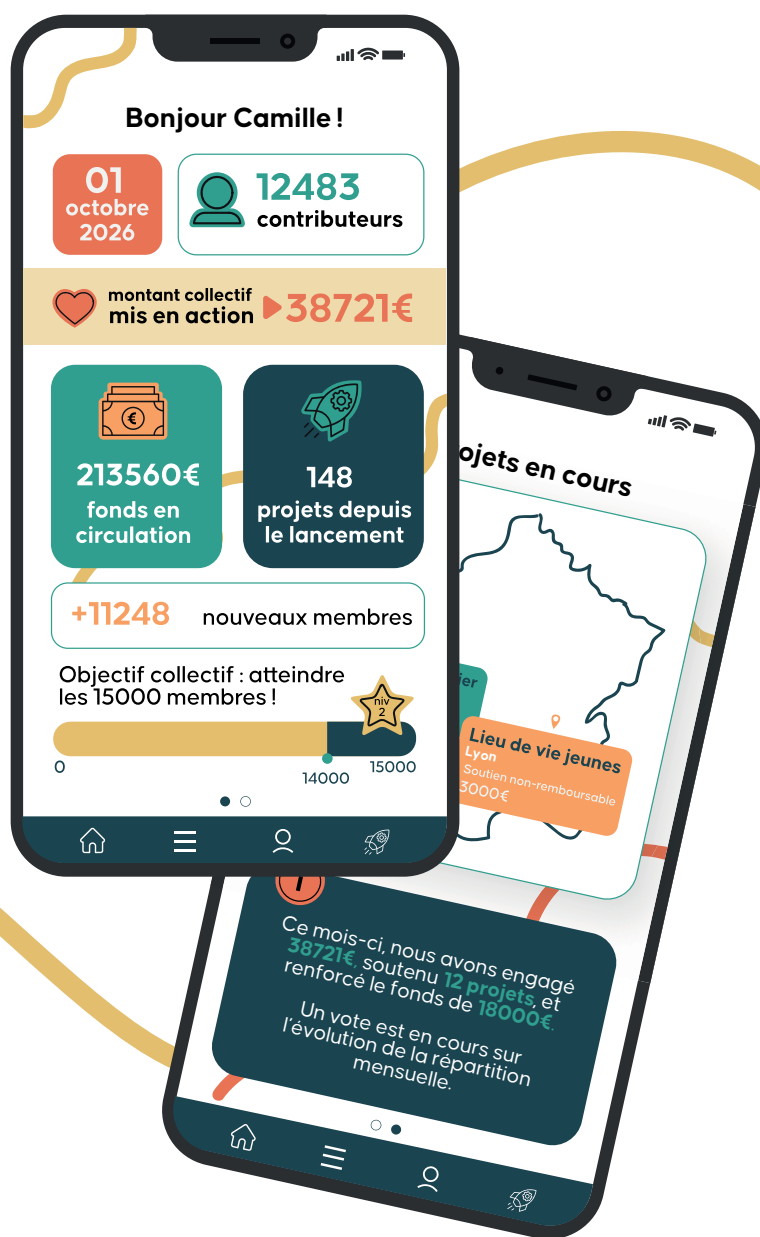 Bonjour Camille !
01
octobre
2026
12483
contributeurs
montant collectif
mis en action
38721€
213560€
fonds en
circulation
148
projets depuis
le lancement
+11248
nouveaux membres
Objectif collectif : atteindre
les 15000 membres !
niv
2
0
14000
15000
ojets en cours
ier
Lieu de vie jeunes
Lyon
Soutien non-remboursable
3000€
Ce mois-ci, nous avons engagé
38721€, soutenu 12 projets, et
renforcé le fonds de 18000€.
Un vote est en cours sur
l'évolution de la répartition
mensuelle.